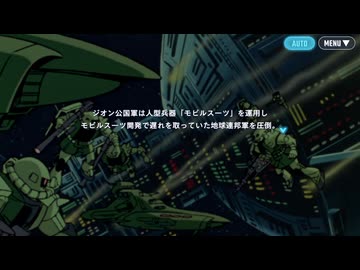 AUTO
MENU▼
ジオン公国軍は人型兵器「モビルスーツ」を運用し
モビルスーツ開発で遅れを取っていた地球連邦軍を圧倒。